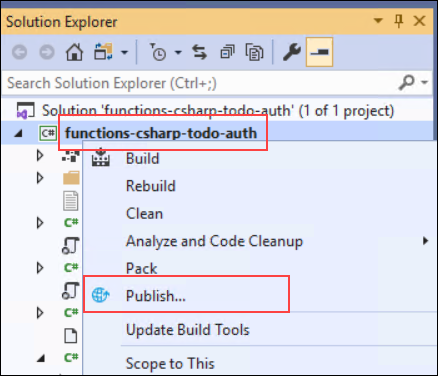 Solution Explorer
Search Solution Explorer (Ctrl+;)
Solution 'functions-csharp-todo-auth' (1 of 1 project)
C# functions-csharp-todo-auth
Build
Rebuild
Clean
C#
Analyze and Code Cleanup
Pack
C#
Publish...
C#
Update Build Tools
C# Scope to This